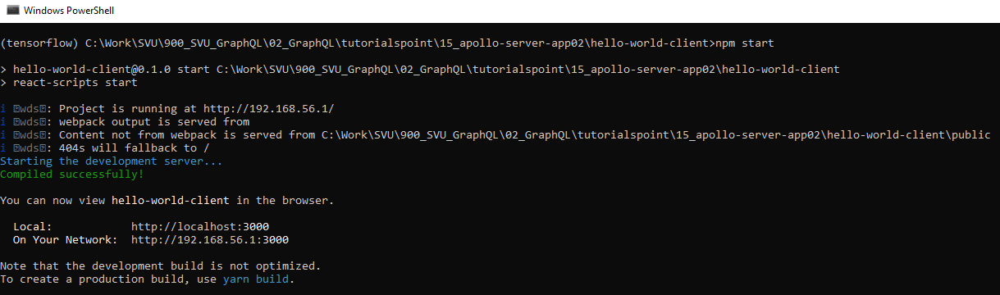 Windows PowerShell
(tensorflow) C:\Work\SVU\900_SVU_GraphQL\02_GraphQL\tutorialspoint\15_apollo-server-app02\hello-world-client>npm start
> hello-world-client@0.1.0 start C:\Work\SVU\900_SVU_GraphQL\02_GraphQL\tutorialspoint\15_apollo-server-app02\hello-world-client
> react-scripts start
i ⍰wds⍰: Project is running at http://192.168.56.1/
i ⍰wds⍰: webpack output is served from
i ⍰wds⍰: Content not from webpack is served from C:\Work\SVU\900_SVU_GraphQL\02_GraphQL\tutorialspoint\15_apollo-server-app02\hello-world-client\public
i ⍰wds⍰: 404s will fallback to /
Starting the development server...
Compiled successfully!
You can now view hello-world-client in the browser.
Local: http://localhost:3000
On Your Network: http://192.168.56.1:3000
Note that the development build is not optimized.
To create a production build, use yarn build.